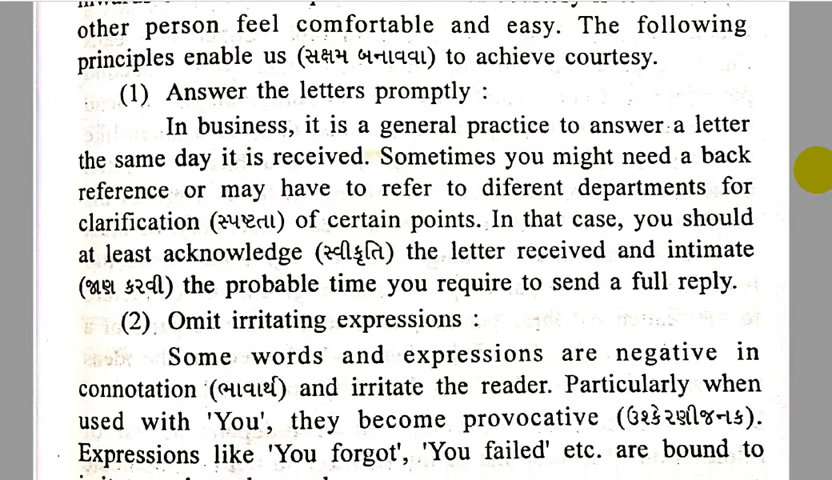 other person feel comfortable and easy. The following
principles enable us (સક્ષમ બનાવવા) to achieve courtesy.
(1) Answer the letters promptly :
In business, it is a general practice to answer a letter
the same day it is received. Sometimes you might need a back
reference or may have to refer to diferent departments for
clarification (સ્પષ્ટતા) of certain points. In that case, you should
at least acknowledge (સ્વીકૃતિ) the letter received and intimate
(જાણ કરવી) the probable time you require to send a full reply.
(2) Omit irritating expressions :
Some words and expressions are negative in
connotation (ભાવાર્થ) and irritate the reader. Particularly when
used with 'You', they become provocative (ઉશ્કેરણીજનક).
Expressions like 'You forgot', 'You failed' etc. are bound to